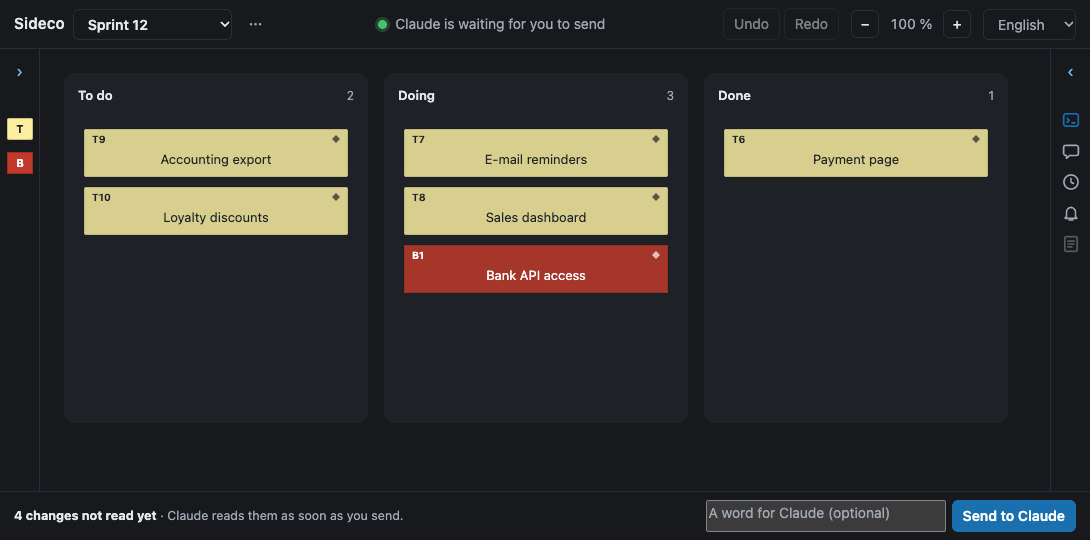 Sideco
Sprint 12
···
Claude is waiting for you to send
Undo
Redo
−
100 %
+
English
T
B
To do
2
T9
Accounting export
T10
Loyalty discounts
Doing
3
T7
E-mail reminders
T8
Sales dashboard
B1
Bank API access
Done
1
T6
Payment page
4 changes not read yet · Claude reads them as soon as you send.
A word for Claude (optional)
Send to Claude